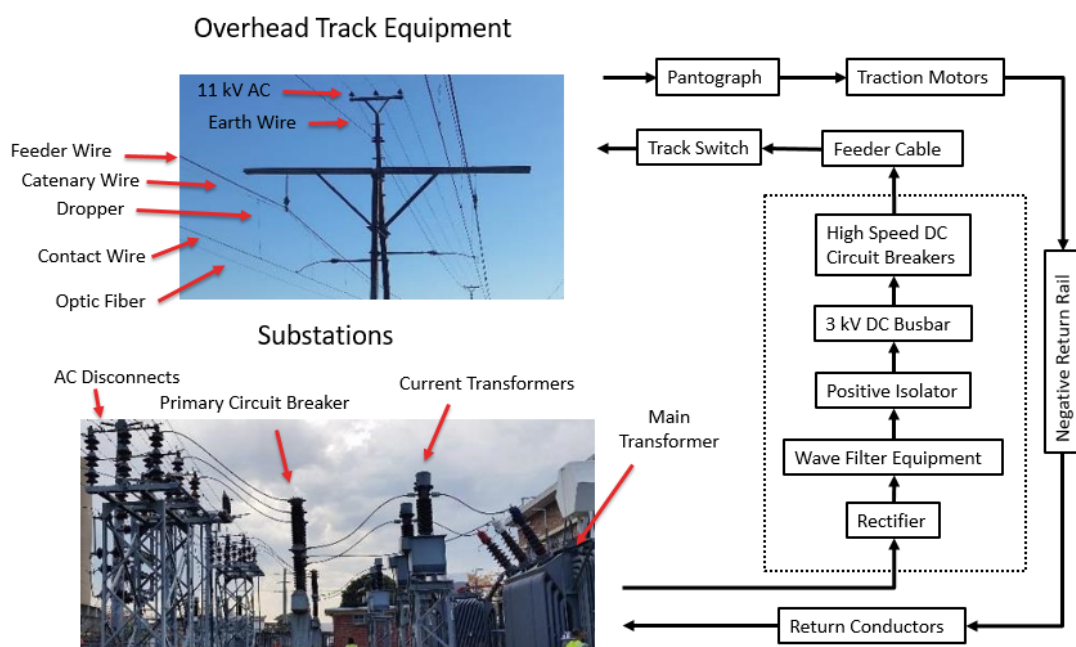 Overhead Track Equipment
11 kV AC
Earth Wire
Feeder Wire
Catenary Wire
Dropper
Contact Wire
Optic Fiber
Substations
AC Disconnects
Primary Circuit Breaker
Current Transformers
Main
Transformer
Pantograph
Traction Motors
Track Switch
Feeder Cable
High Speed DC
Circuit Breakers
3 kV DC Busbar
Positive Isolator
Wave Filter Equipment
Rectifier
Negative Return Rail
Return Conductors